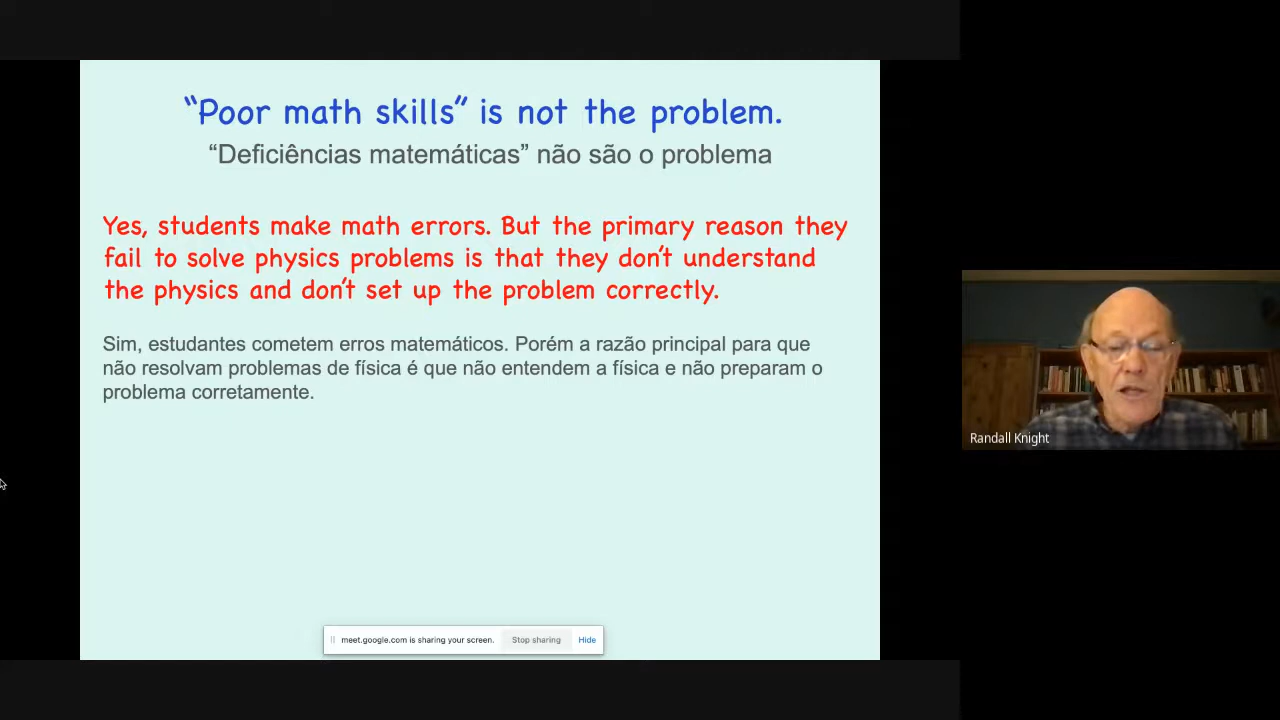 “Poor math skills” is not the problem.
“Deficiências matemáticas” não são o problema
Yes, students make math errors. But the primary reason they
fail to solve physics problems is that they don’t understand
the physics and don’t set up the problem correctly.
Sim, estudantes cometem erros matemáticos. Porém a razão principal para que
não resolvam problemas de física é que não entendem a física e não preparam o
problema corretamente.
Randall Knight
meet.google.com is sharing your screen. Stop sharing Hide